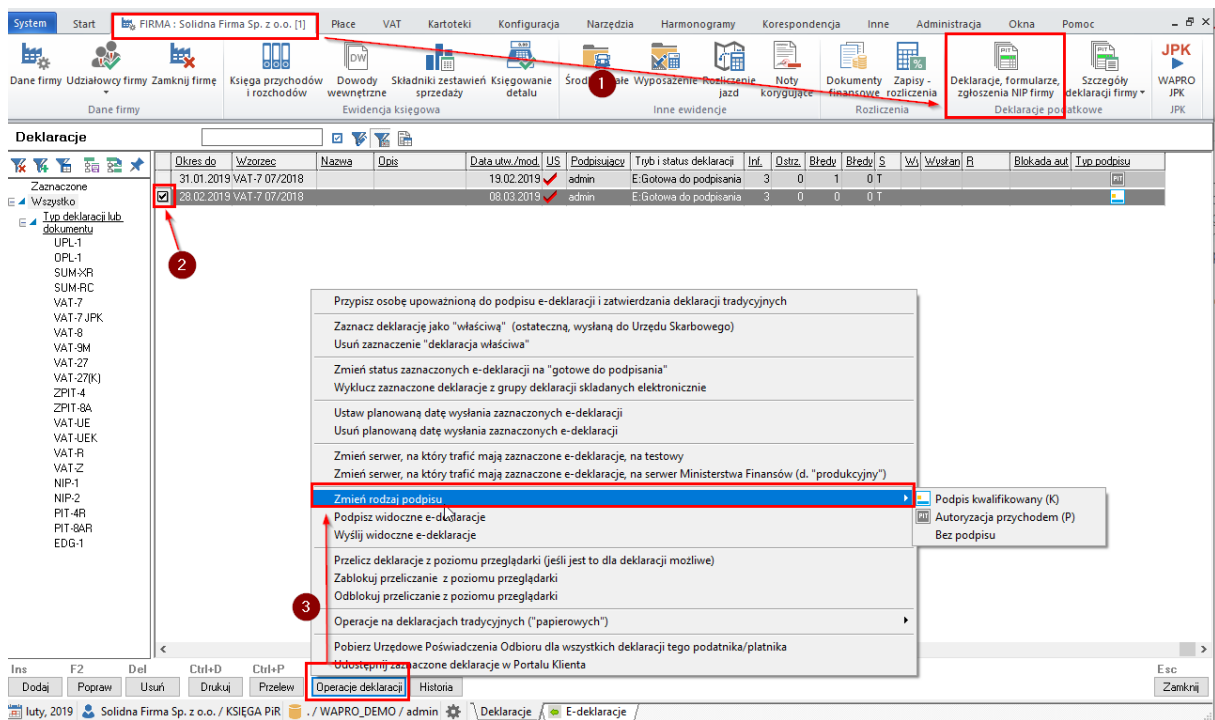 System Start FIRMA : Solidna Firma Sp. z o.o. [1] Płace VAT Kartoteki Konfiguracja Narzędzia Harmonogramy Korespondencja Inne Administracja Okna Pomoc
DW PIT PIT JPK
Dane firmy Udziałowcy firmy Zamknij firmę Księga przychodów Dowody Składniki zestawień Księgowanie Środki trwałe Wyposażenie Rozliczenie Noty Dokumenty Zapisy - Deklaracje, formularze, Szczegóły WAPRO
i rozchodów wewnętrzne sprzedaży detalu jazd korygujące finansowe rozliczenia zgłoszenia NIP firmy deklaracji firmy JPK
Dane firmy Ewidencja księgowa Inne ewidencje Rozliczenia Deklaracje podatkowe JPK
1
Deklaracje
Okres do Wzorzec Nazwa Opis Data utw./mod. US Podpisujący Tryb i status deklaracji Inf. Ostrz. Błędy Błędy S Wysłan R Blokada aut Typ podpisu
31.01.2019 VAT-7 07/2018 19.02.2019 admin E:Gotowa do podpisania 3 0 1 0 T
28.02.2019 VAT-7 07/2018 08.03.2019 admin E:Gotowa do podpisania 3 0 0 0 T
2
Zaznaczone
Wszystko
Typ deklaracji lub
dokumentu
UPL-1
OPL-1
SUM-XR
SUM-RC
VAT-7
VAT-7 JPK
VAT-8
VAT-9M
VAT-27
VAT-27(K)
ZPIT-4
ZPIT-8A
VAT-UE
VAT-UEK
VAT-R
VAT-Z
NIP-1
NIP-2
PIT-4R
PIT-8AR
EDG-1
Przypisz osobę upoważnioną do podpisu e-deklaracji i zatwierdzania deklaracji tradycyjnych
Zaznacz deklarację jako "właściwą" (ostateczną, wysłaną do Urzędu Skarbowego)
Usuń zaznaczenie "deklaracja właściwa"
Zmień status zaznaczonych e-deklaracji na "gotowe do podpisania"
Wyklucz zaznaczone deklaracje z grupy deklaracji skladanych elektronicznie
Ustaw planowaną datę wysłania zaznaczonych e-deklaracji
Usuń planowaną datę wysłania zaznaczonych e-deklaracji
Zmień serwer, na który trafić mają zaznaczone e-deklaracje, na testowy
Zmień serwer, na który trafić mają zaznaczone e-deklaracje, na serwer Ministerstwa Finansów (d. "produkcyjny")
Zmień rodzaj podpisu
Podpisz widoczne e-deklaracje
Wyślij widoczne e-deklaracje
Przelicz deklaracje z poziomu przeglądarki (jeśli jest to dla deklaracji możliwe)
Zablokuj przeliczanie z poziomu przeglądarki
Odblokuj przeliczanie z poziomu przeglądarki
Operacje na deklaracjach tradycyjnych ("papierowych")
Pobierz Urzędowe Poświadczenia Odbioru dla wszystkich deklaracji tego podatnika/płatnika
Udostępnij zaznaczone deklaracje w Portalu Klienta
Podpis kwalifikowany (K)
Autoryzacja przychodem (P)
Bez podpisu
3
Ins F2 Del Ctrl+D Ctrl+P Esc
Dodaj Popraw Usuń Drukuj Przelew Operacje deklaracji Historia Zamknij
luty, 2019 Solidna Firma Sp. z o.o. / KSIĘGA PiR ./ WAPRO_DEMO / admin Deklaracje E-deklaracje